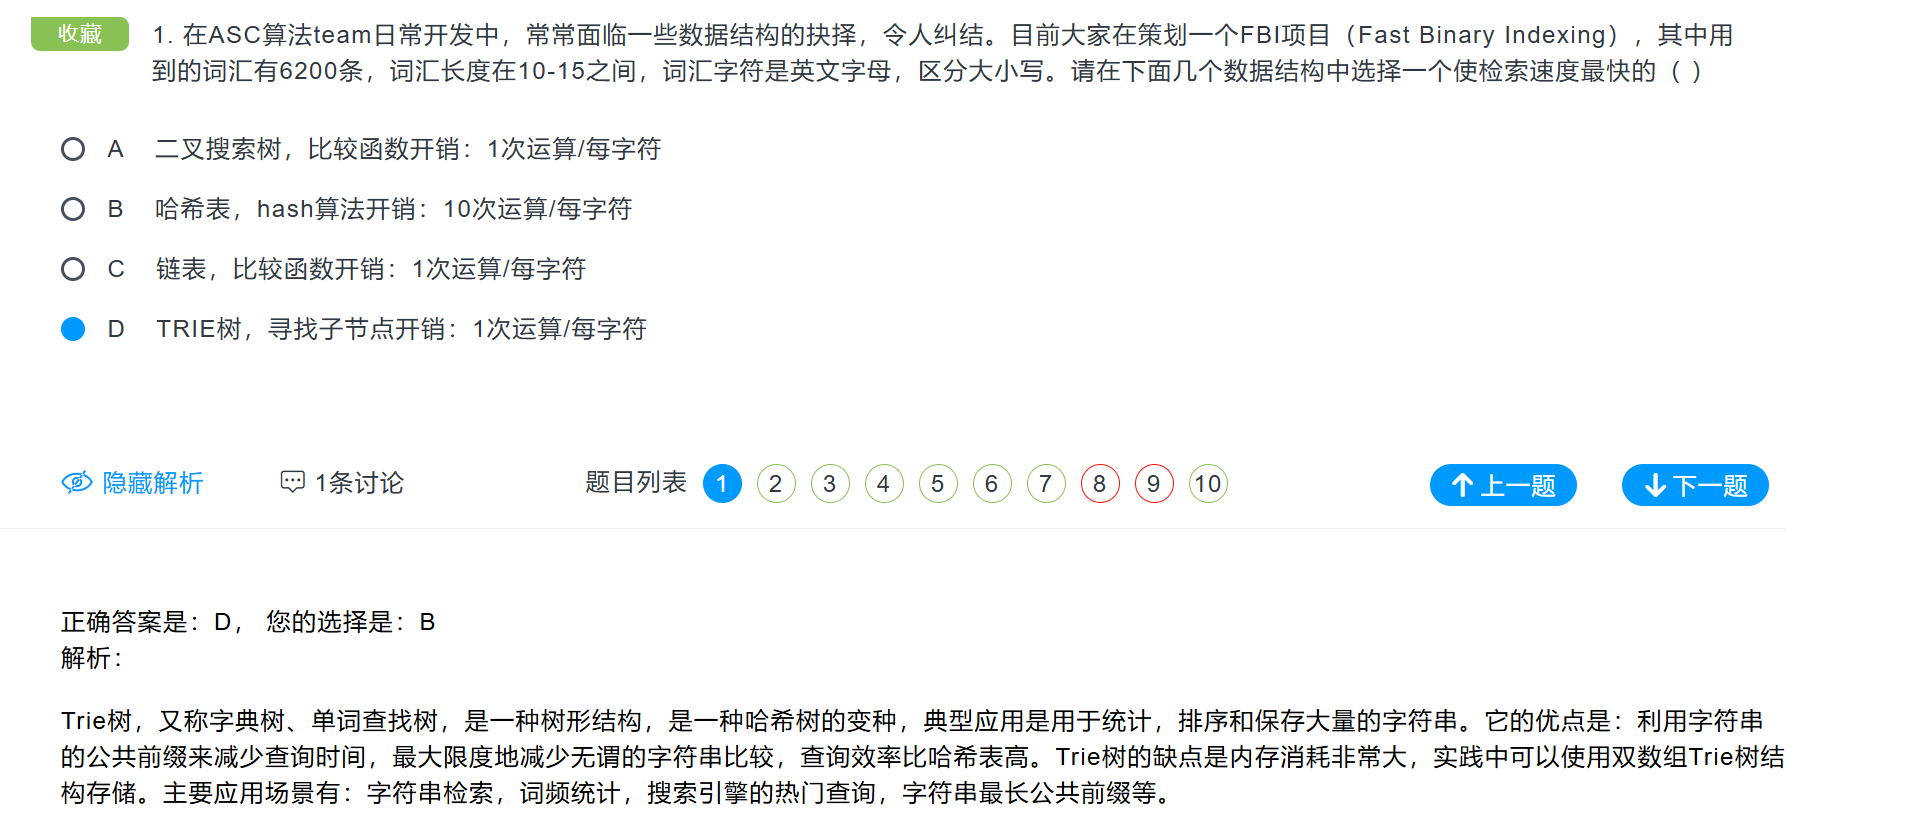 收藏
1. 在ASC算法team日常开发中，常常面临一些数据结构的抉择，令人纠结。目前大家在策划一个FBI项目（Fast Binary Indexing），其中用
到的词汇有6200条，词汇长度在10-15之间，词汇字符是英文字母，区分大小写。请在下面几个数据结构中选择一个使检索速度最快的（ ）
A 二叉搜索树，比较函数开销：1次运算/每字符
B 哈希表，hash算法开销：10次运算/每字符
C 链表，比较函数开销：1次运算/每字符
D TRIE树，寻找子节点开销：1次运算/每字符
隐藏解析 1条讨论 题目列表 1 2 3 4 5 6 7 8 9 10 上一题 下一题
正确答案是：D， 您的选择是：B
解析：
Trie树，又称字典树、单词查找树，是一种树形结构，是一种哈希树的变种，典型应用是用于统计，排序和保存大量的字符串。它的优点是：利用字符串
的公共前缀来减少查询时间，最大限度地减少无谓的字符串比较，查询效率比哈希表高。Trie树的缺点是内存消耗非常大，实践中可以使用双数组Trie树结
构存储。主要应用场景有：字符串检索，词频统计，搜索引擎的热门查询，字符串最长公共前缀等。